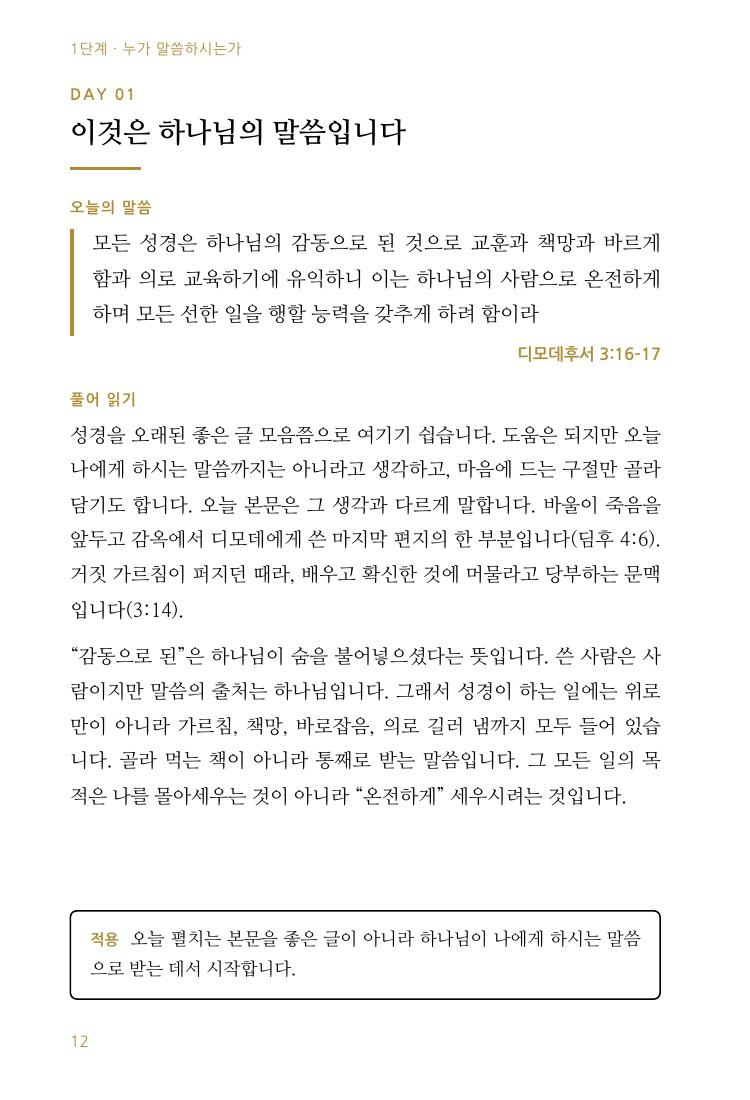 1단계 · 누가 말씀하시는가
DAY 01
이것은 하나님의 말씀입니다
오늘의 말씀
모든 성경은 하나님의 감동으로 된 것으로 교훈과 책망과 바르게
함과 의로 교육하기에 유익하니 이는 하나님의 사람으로 온전하게
하며 모든 선한 일을 행할 능력을 갖추게 하려 함이라
디모데후서 3:16-17
풀어 읽기
성경을 오래된 좋은 글 모음쯤으로 여기기 쉽습니다. 도움은 되지만 오늘
나에게 하시는 말씀까지는 아니라고 생각하고, 마음에 드는 구절만 골라
담기도 합니다. 오늘 본문은 그 생각과 다르게 말합니다. 바울이 죽음을
앞두고 감옥에서 디모데에게 쓴 마지막 편지의 한 부분입니다(딤후 4:6).
거짓 가르침이 퍼지던 때라, 배우고 확신한 것에 머물라고 당부하는 문맥
입니다(3:14).
“감동으로 된”은 하나님이 숨을 불어넣으셨다는 뜻입니다. 쓴 사람은 사
람이지만 말씀의 출처는 하나님입니다. 그래서 성경이 하는 일에는 위로
만이 아니라 가르침, 책망, 바로잡음, 의로 길러 냄까지 모두 들어 있습
니다. 골라 먹는 책이 아니라 통째로 받는 말씀입니다. 그 모든 일의 목
적은 나를 몰아세우는 것이 아니라 “온전하게” 세우시려는 것입니다.
적용 오늘 펼치는 본문을 좋은 글이 아니라 하나님이 나에게 하시는 말씀
으로 받는 데서 시작합니다.
12